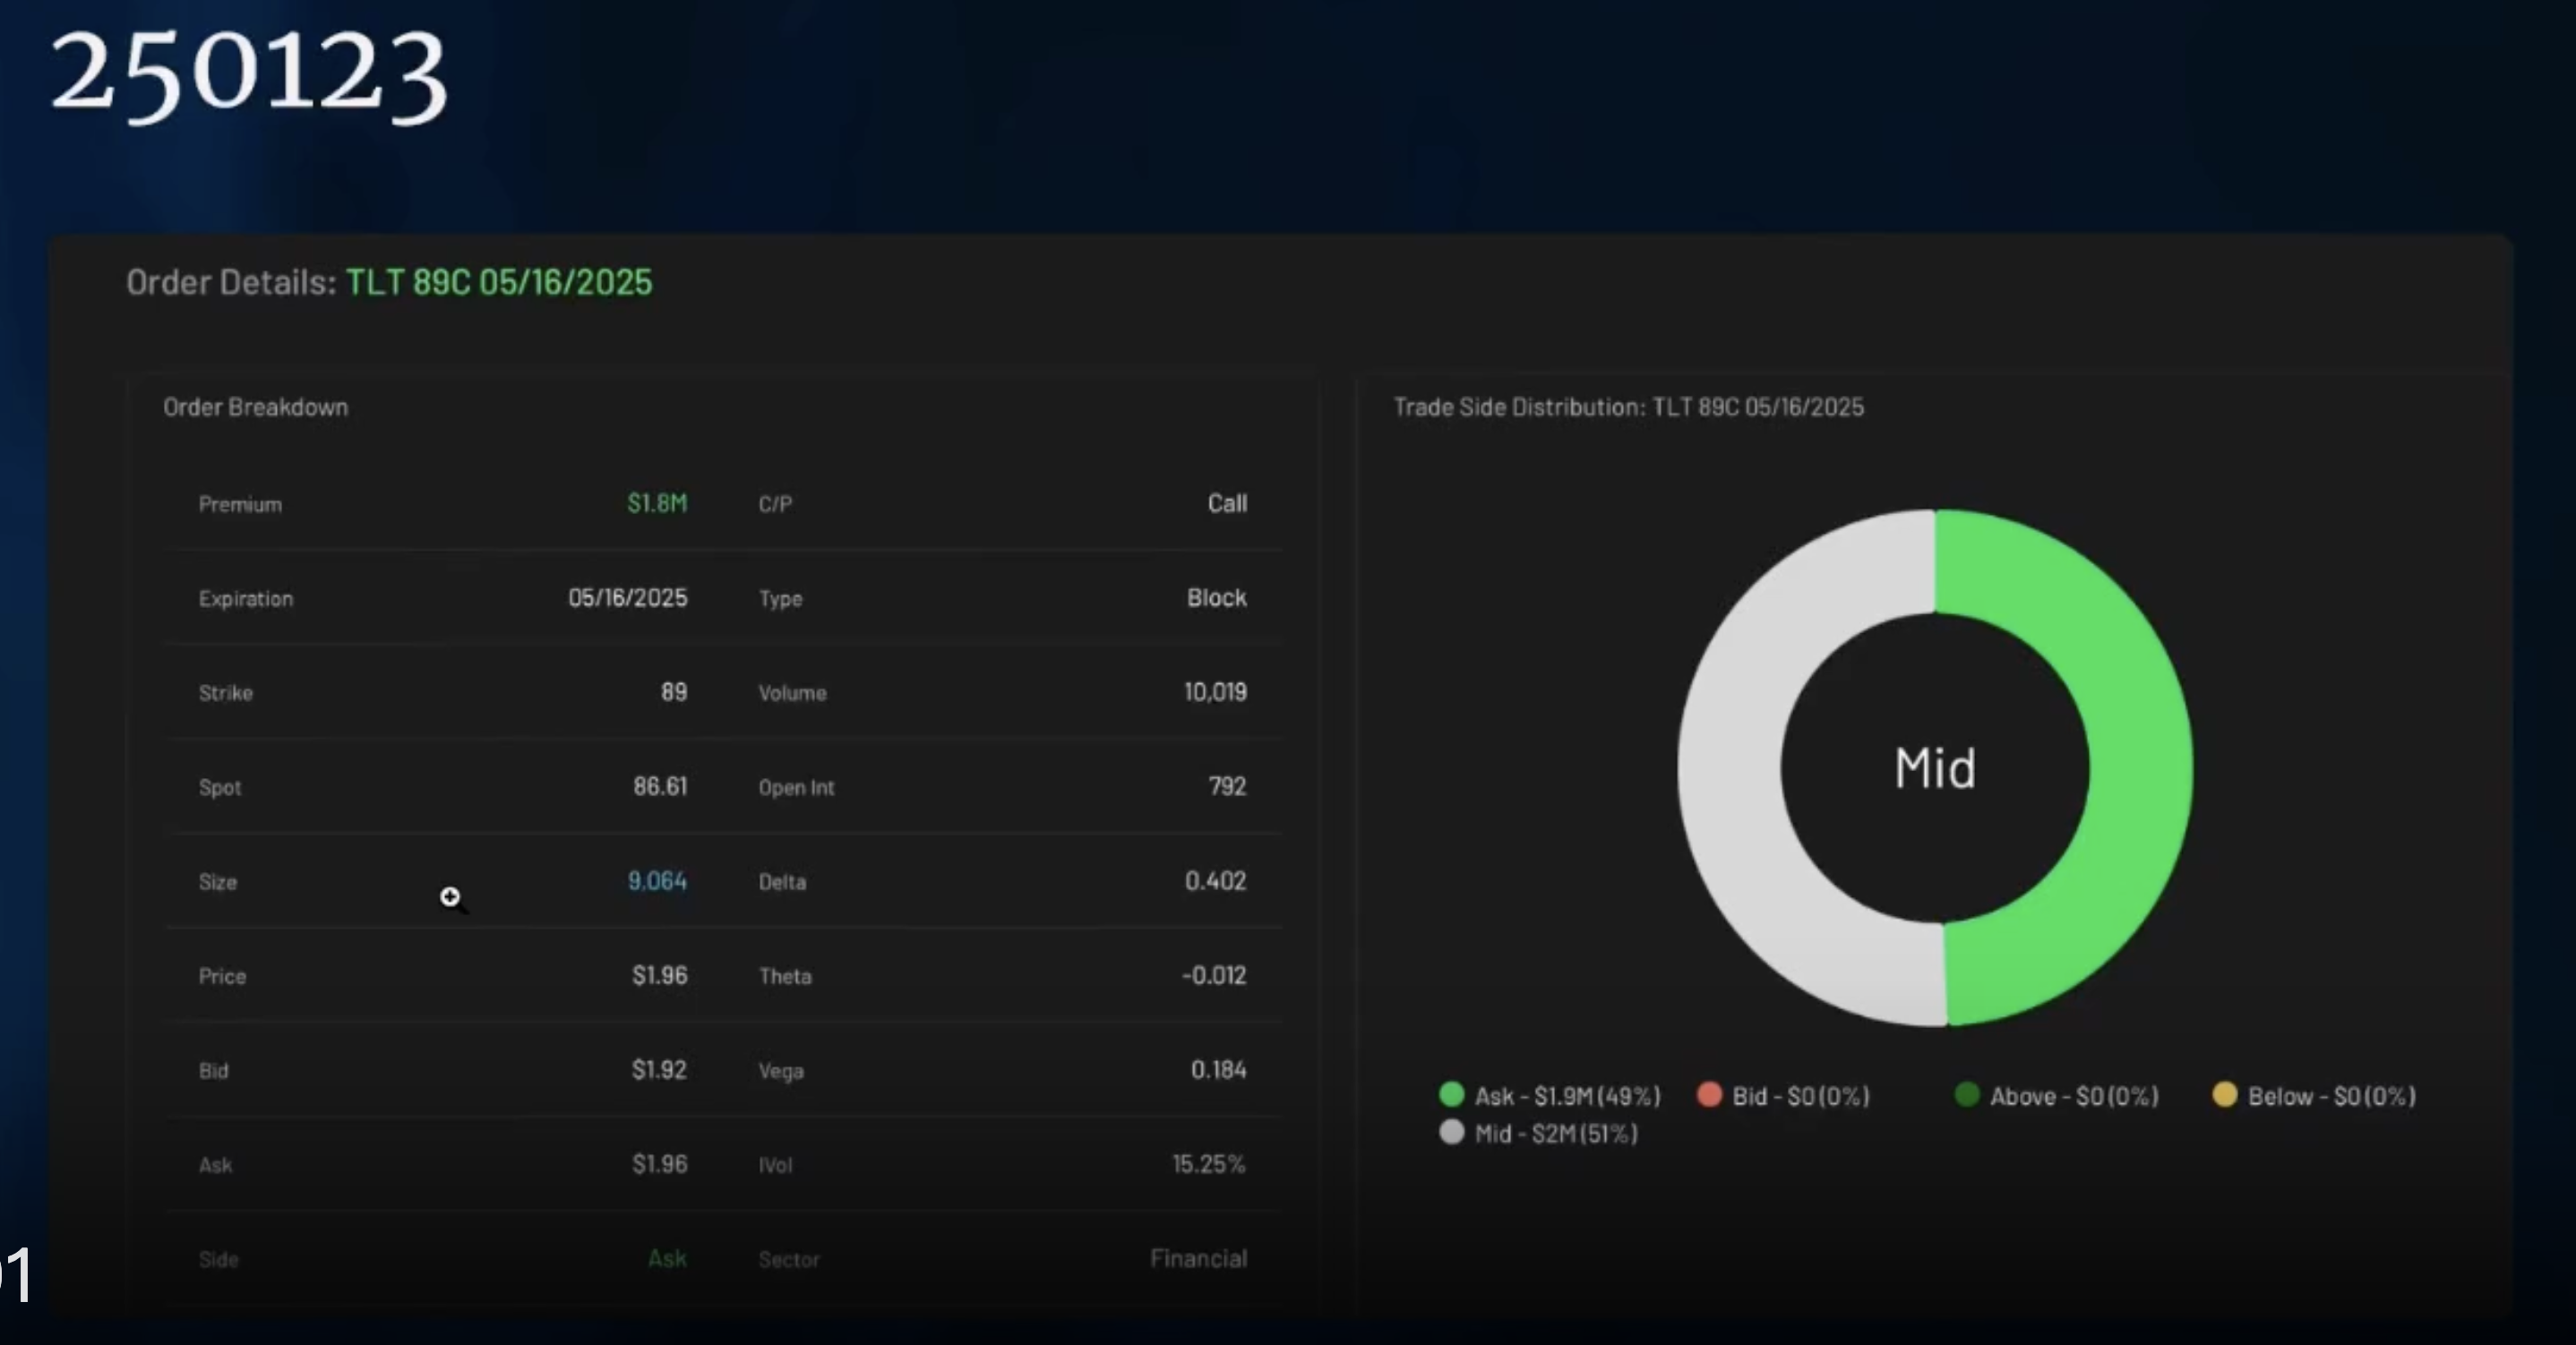 250123
Order Details: TLT 89C 05/16/2025
Order Breakdown
Premium $1.8M C/P Call
Expiration 05/16/2025 Type Block
Strike 89 Volume 10,019
Spot 86.61 Open Int 792
Size 9,064 Delta 0.402
Price $1.96 Theta -0.012
Bid $1.92 Vega 0.184
Ask $1.96 IVol 15.25%
Side Ask Sector Financial
Trade Side Distribution: TLT 89C 05/16/2025
Mid
Ask - $1.9M (49%) Bid - $0 (0%) Above - $0 (0%) Below - $0 (0%)
Mid - $2M (51%)